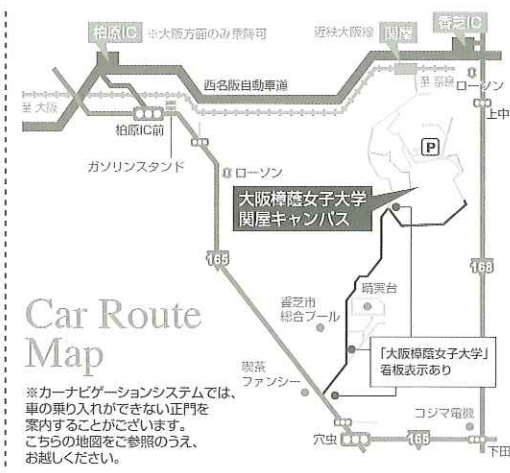 柏原IC
※大阪方面のみ乗降可
近鉄大阪線
関屋
香芝IC
至 奈良
ローソン
上中
西名阪自動車道
至 大阪
柏原IC前
ガソリンスタンド
ローソン
P
大阪樟蔭女子大学
関屋キャンパス
165
168
晴実台
香芝市
総合プール
Car Route
Map
「大阪樟蔭女子大学」
看板表示あり
喫茶
ファンシー
※カーナビゲーションシステムでは、
車の乗り入れができない正門を
案内することがございます。
こちらの地図をご参照のうえ、
お越しください。
コジマ電機
穴虫
165
下田